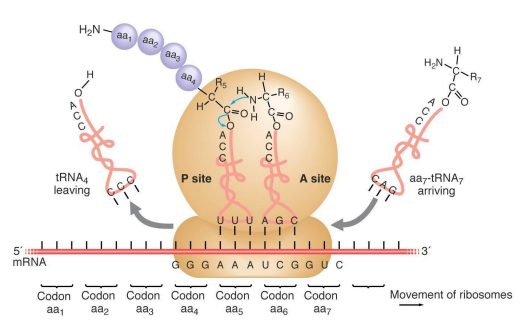 H₂N
aa₁
aa₂
aa₃
aa₄
R₅
H
C
C
O
O
H
H
N
H
C
R₆
C
O
O
H
H₂N
C
R₇
C
O
O
H
O
A
C
C
A
C
C
A
C
C
A
C
C
tRNA₄
leaving
P site
A site
aa₇-tRNA₇
arriving
C C C
C A G
U U U A G C
5′
3′
mRNA
G G G A A A U C G G U C
Codon aa₁
Codon aa₂
Codon aa₃
Codon aa₄
Codon aa₅
Codon aa₆
Codon aa₇
Movement of ribosomes